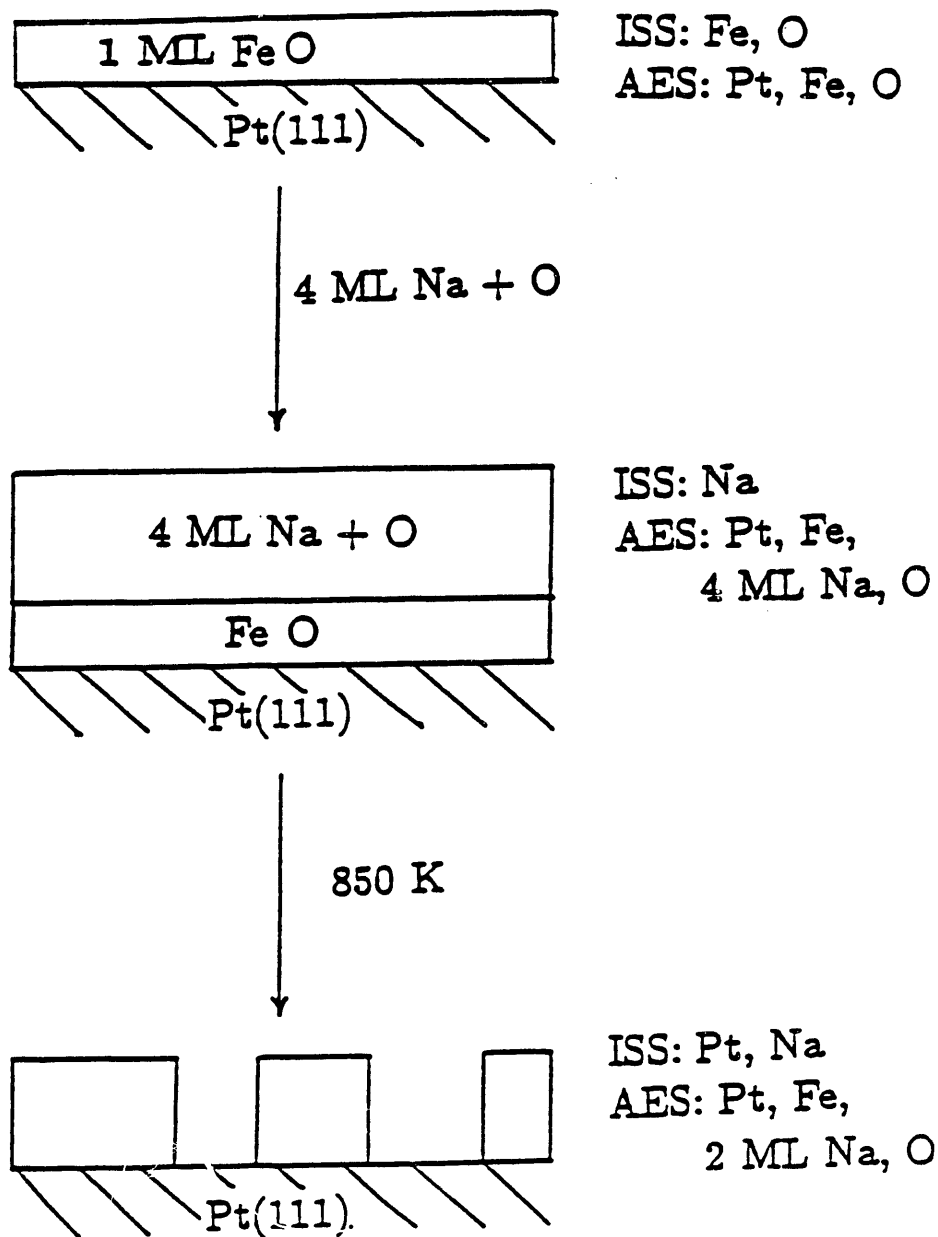 1 ML FeO
Pt(111)
ISS: Fe, O
AES: Pt, Fe, O
4 ML Na + O
4 ML Na + O
Fe O
Pt(111)
ISS: Na
AES: Pt, Fe,
4 ML Na, O
850 K
Pt(111)
ISS: Pt, Na
AES: Pt, Fe,
2 ML Na, O